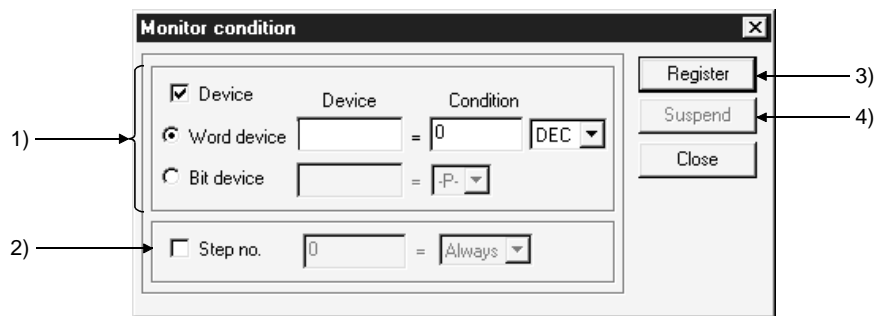 Monitor condition
Register 3)
Device Device Condition
Suspend 4)
1) Word device = 0 DEC
Close
Bit device = -P-
2) Step no. 0 = Always